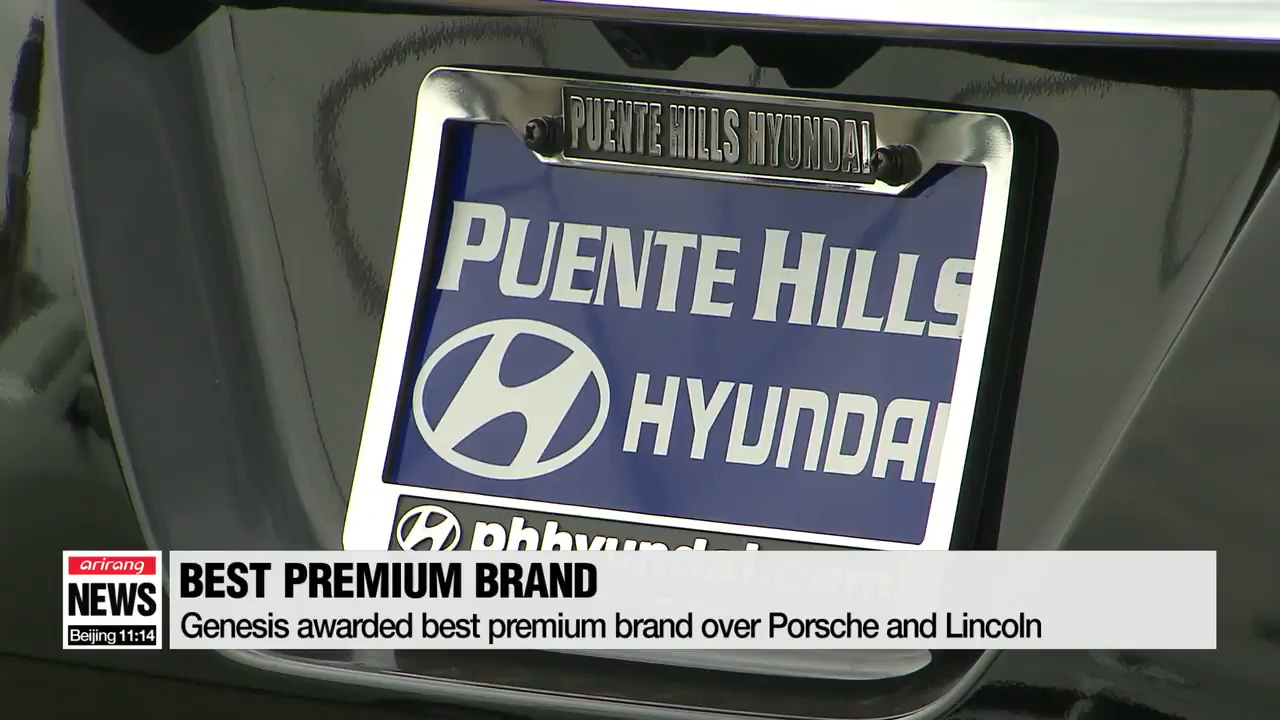 PUENTE HILLS HYUNDAI
PUENTE HILLS
HYUNDAI
arirang
NEWS
Beijing 11:14
BEST PREMIUM BRAND
Genesis awarded best premium brand over Porsche and Lincoln